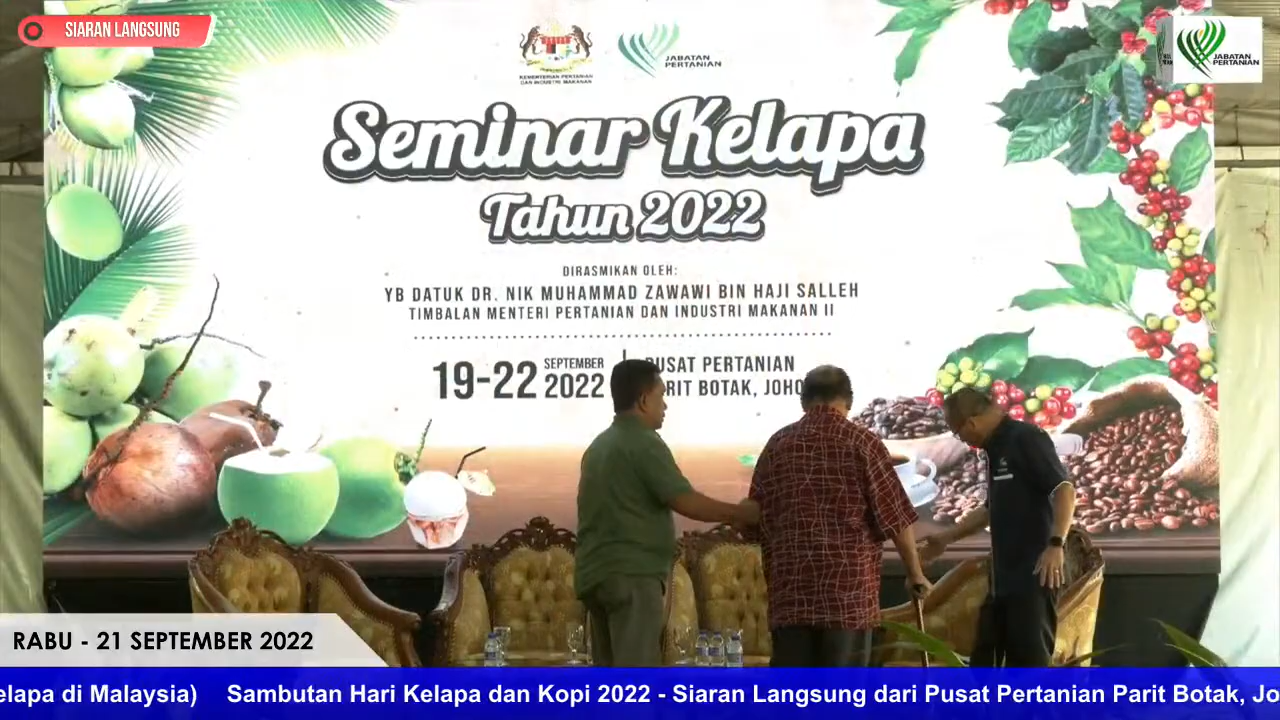 SIARAN LANGSUNG
KEMENTERIAN PERTANIAN
DAN INDUSTRI MAKANAN
JABATAN
PERTANIAN
JABATAN
PERTANIAN
Seminar Kelapa
Tahun 2022
DIRASMIKAN OLEH:
YB DATUK DR. NIK MUHAMMAD ZAWAWI BIN HAJI SALLEH
TIMBALAN MENTERI PERTANIAN DAN INDUSTRI MAKANAN II
19-22 SEPTEMBER 2022
PUSAT PERTANIAN
ARIT BOTAK, JOHO
RABU - 21 SEPTEMBER 2022
elapa di Malaysia) Sambutan Hari Kelapa dan Kopi 2022 - Siaran Langsung dari Pusat Pertanian Parit Botak, Jo